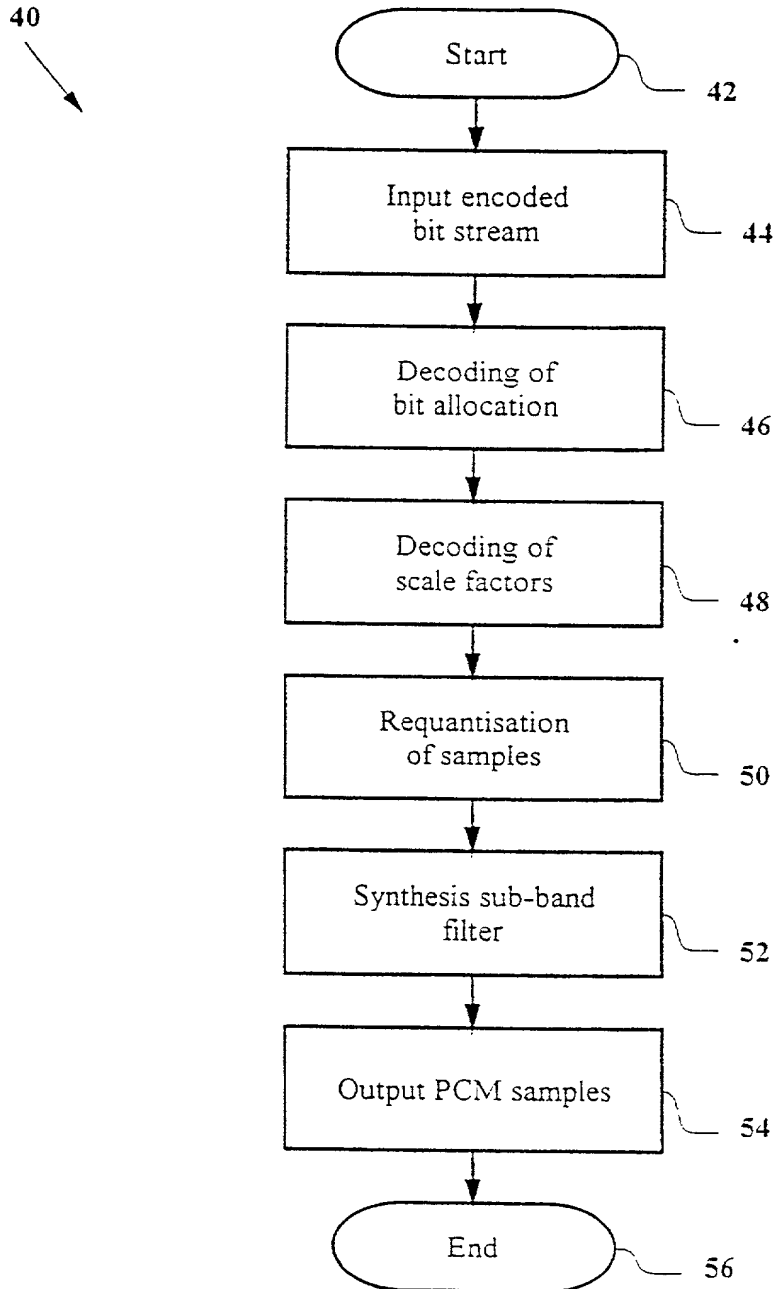 40
Start
42
Input encoded
bit stream
44
Decoding of
bit allocation
46
Decoding of
scale factors
48
Requantisation
of samples
50
Synthesis sub-band
filter
52
Output PCM samples
54
End
56